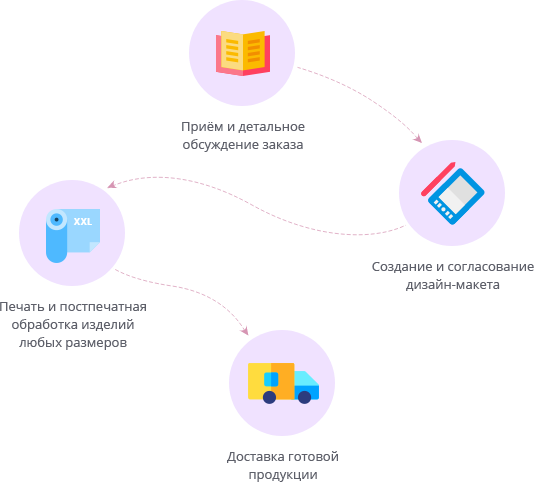 Приём и детальное
обсуждение заказа
Создание и согласование
дизайн-макета
XXL
Печать и постпечатная
обработка изделий
любых размеров
Доставка готовой
продукции